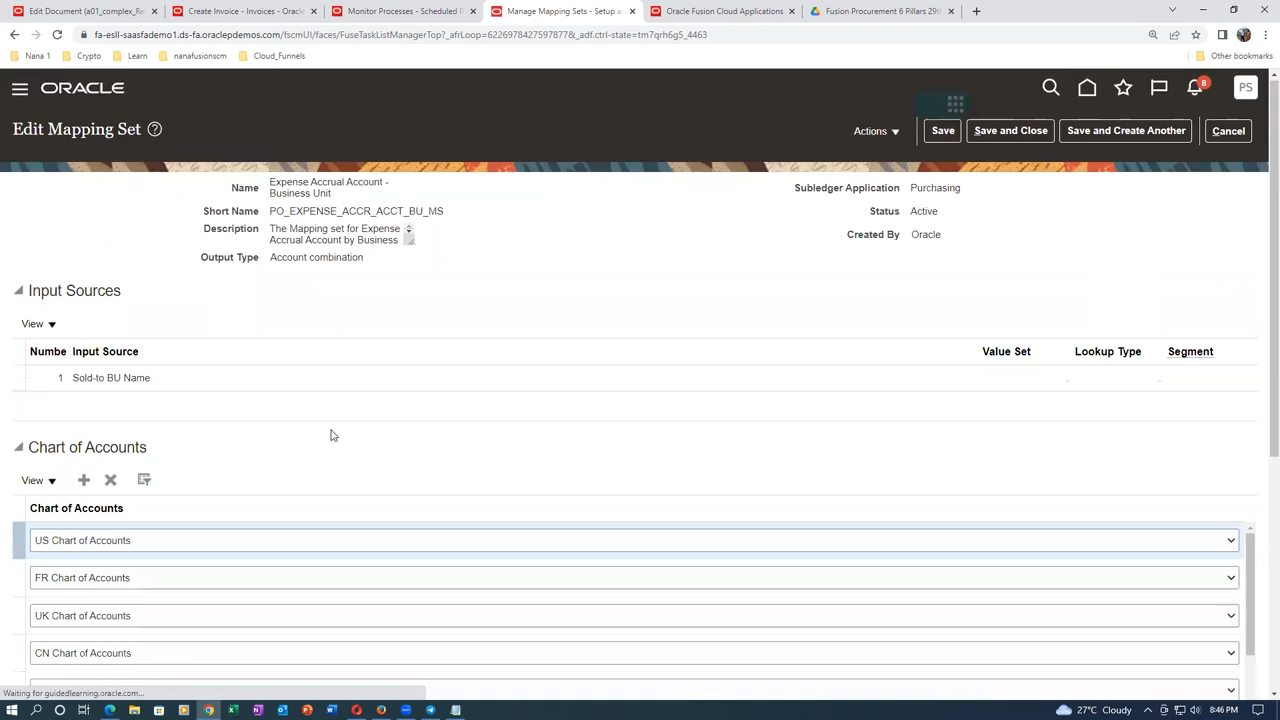 Edit Document (a01_complex_Re
Create Invoice - Invoices - Oracle
Monitor Processes - Scheduled P
Manage Mapping Sets - Setup a
Oracle Fusion Cloud Applications
Fusion Procurement 6 Pillars 29th
fa-esll-saasfademo1.ds-fa.oraclepdemos.com/fscmUI/faces/FuseTaskListManagerTop?_afrLoop=62269784275978778&_adf.ctrl-state=tm7qrh6g5_4463
Nana 1
Crypto
Learn
nanafusionscm
Cloud_Funnels
Other bookmarks
ORACLE
8
PS
Edit Mapping Set
Actions
Save
Save and Close
Save and Create Another
Cancel
Name Expense Accrual Account -
Business Unit
Subledger Application Purchasing
Short Name PO_EXPENSE_ACCR_ACCT_BU_MS
Status Active
Description The Mapping set for Expense
Accrual Account by Business
Created By Oracle
Output Type Account combination
Input Sources
View
Numbe Input Source Value Set Lookup Type Segment
1 Sold-to BU Name
Chart of Accounts
View
Chart of Accounts
US Chart of Accounts
FR Chart of Accounts
UK Chart of Accounts
CN Chart of Accounts
Waiting for guidedlearning.oracle.com...
27°C Cloudy
8:46 PM